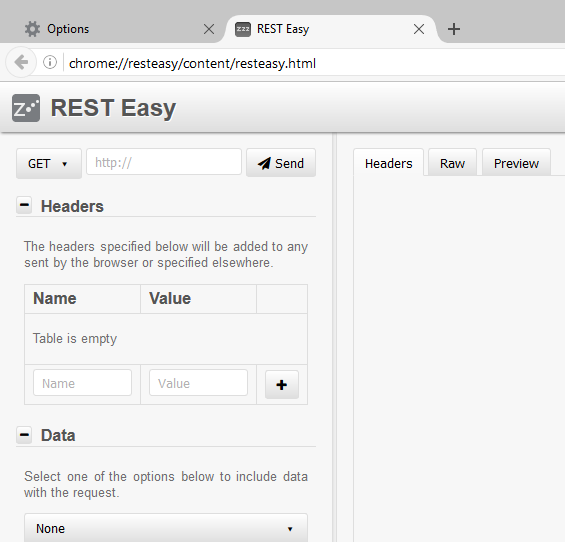 Options
zzz REST Easy
chrome://resteasy/content/resteasy.html
REST Easy
GET http:// Send
Headers Raw Preview
Headers
The headers specified below will be added to any
sent by the browser or specified elsewhere.
Name Value
Table is empty
Name Value
Data
Select one of the options below to include data
with the request.
None